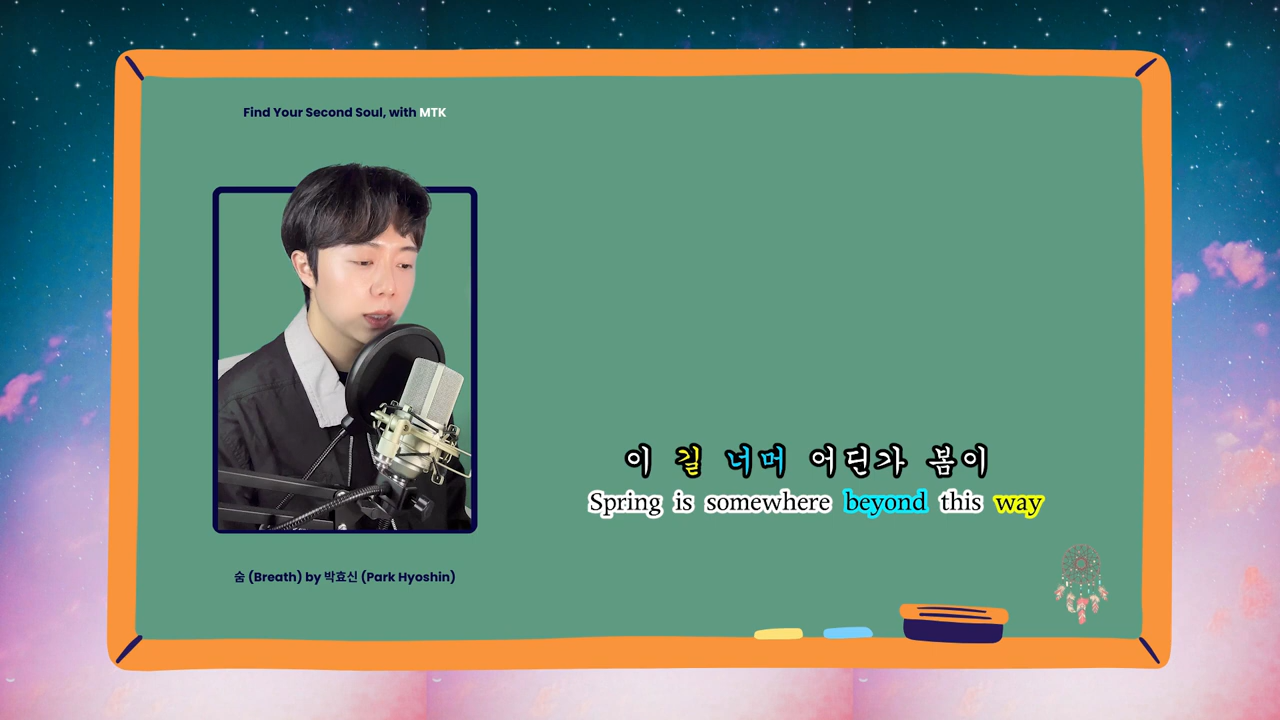 Find Your Second Soul, with MTK
이 길 너머 어딘가 봄이
Spring is somewhere beyond this way
숨 (Breath) by 박효신 (Park Hyoshin)